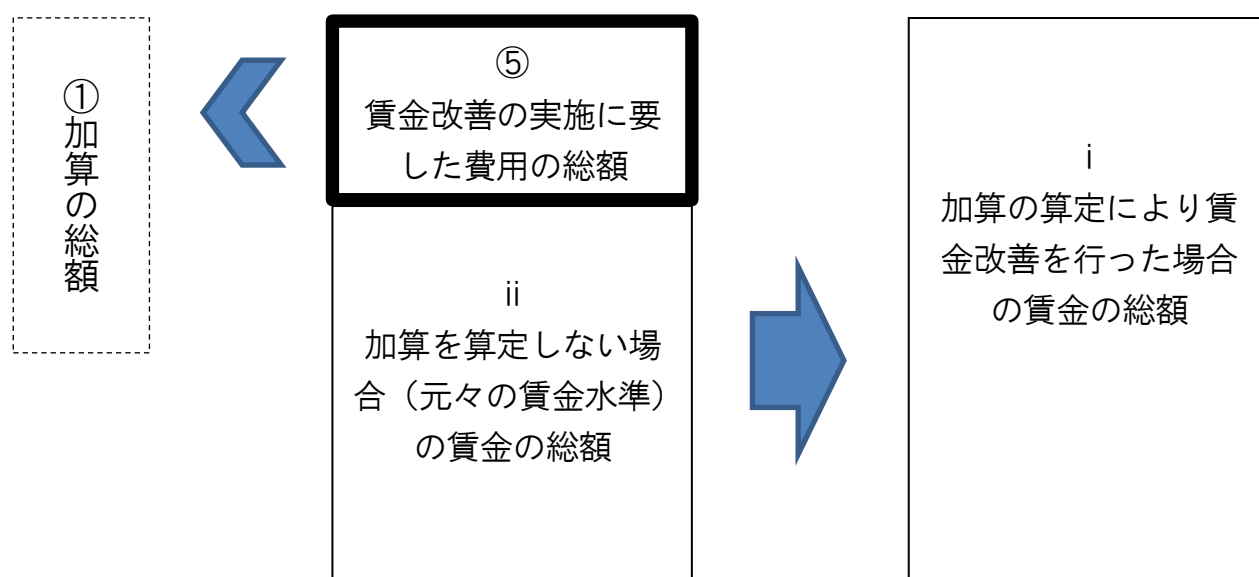 ①加算の総額
⑤
賃金改善の実施に要
した費用の総額
ⅱ
加算を算定しない場
合（元々の賃金水準）
の賃金の総額
ⅰ
加算の算定により賃
金改善を行った場合
の賃金の総額